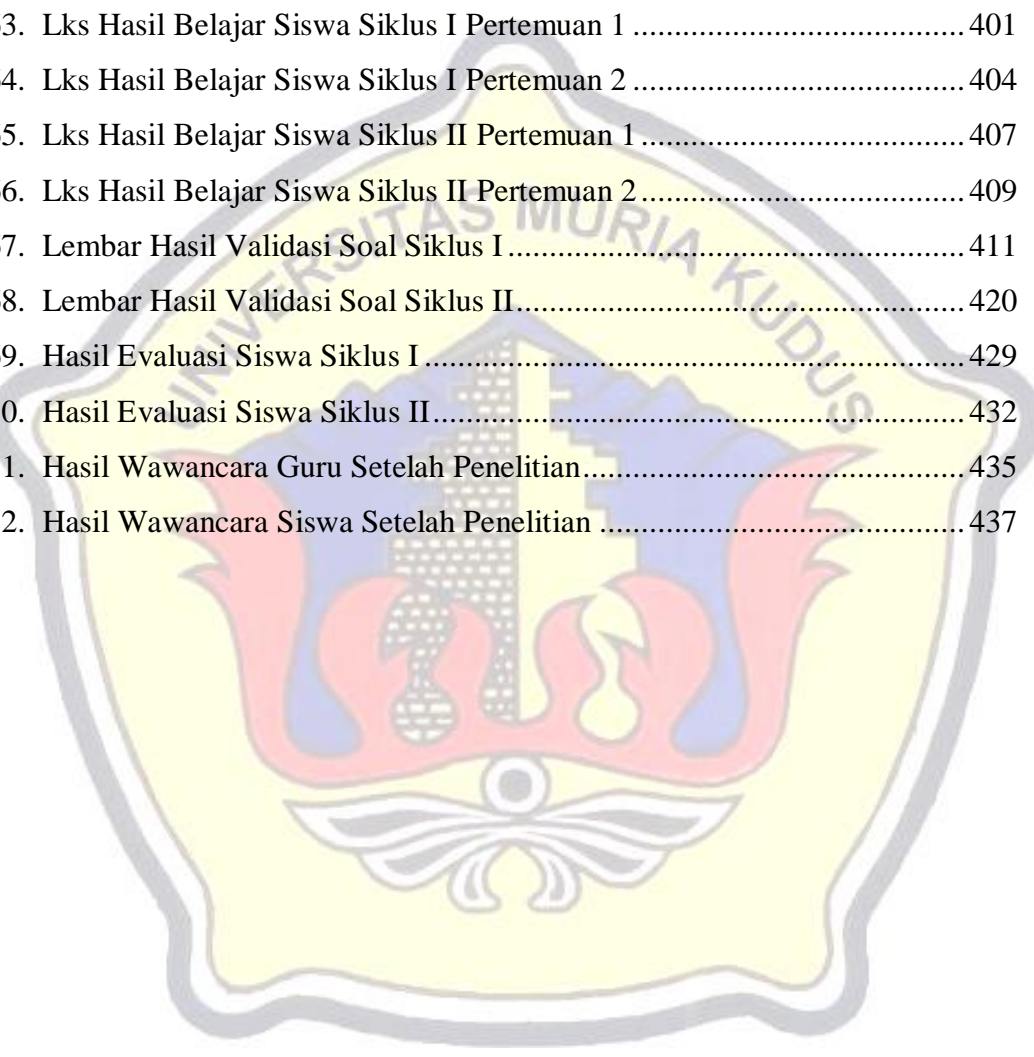 3. Lks Hasil Belajar Siswa Siklus I Pertemuan 1 ..................................... 401
4. Lks Hasil Belajar Siswa Siklus I Pertemuan 2 ..................................... 404
5. Lks Hasil Belajar Siswa Siklus II Pertemuan 1 .................................... 407
6. Lks Hasil Belajar Siswa Siklus II Pertemuan 2 .................................... 409
7. Lembar Hasil Validasi Soal Siklus I ................................................... 411
8. Lembar Hasil Validasi Soal Siklus II .................................................. 420
9. Hasil Evaluasi Siswa Siklus I ............................................................ 429
0. Hasil Evaluasi Siswa Siklus II ........................................................... 432
1. Hasil Wawancara Guru Setelah Penelitian .......................................... 435
2. Hasil Wawancara Siswa Setelah Penelitian ........................................ 437
UNIVERSITAS MURIA KUDUS